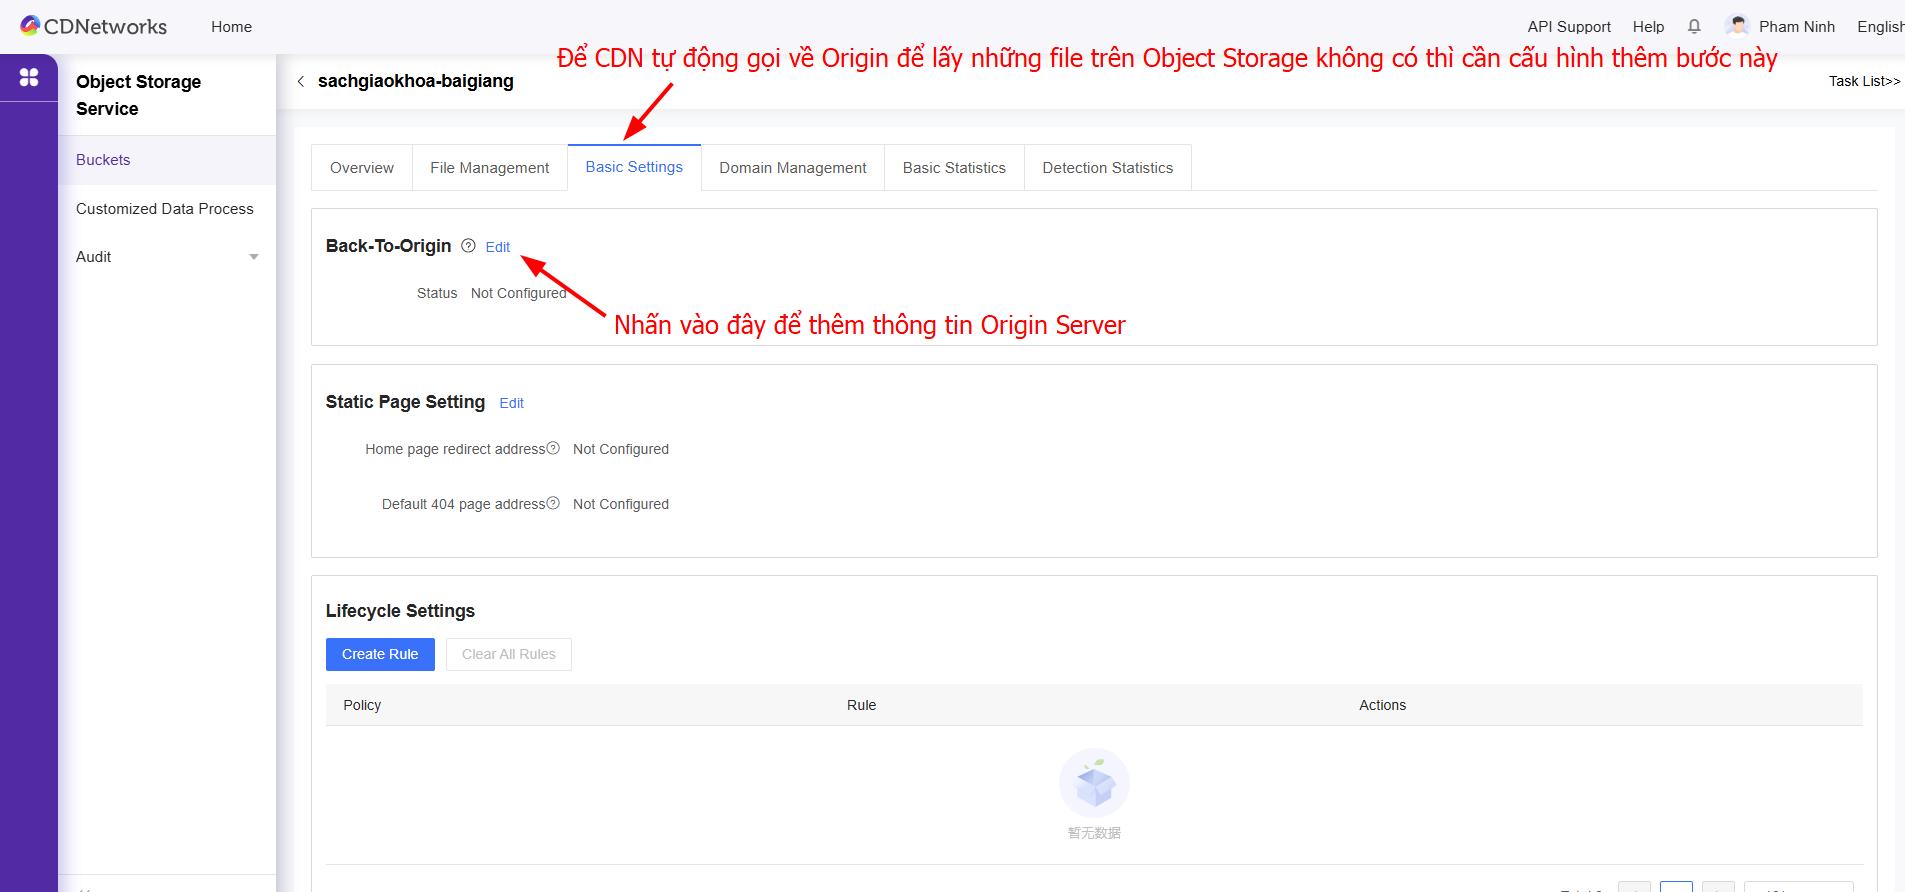 CDNetworks
Home
API Support
Help
Pham Ninh
English
Để CDN tự động gọi về Origin để lấy những file trên Object Storage không có thì cần cấu hình thêm bước này
Object Storage Service
sachgiaokhoa-baigiang
Task List>>
Buckets
Customized Data Process
Audit
Overview
File Management
Basic Settings
Domain Management
Basic Statistics
Detection Statistics
Back-To-Origin
Edit
Status Not Configured
Nhấn vào đây để thêm thông tin Origin Server
Static Page Setting
Edit
Home page redirect address Not Configured
Default 404 page address Not Configured
Lifecycle Settings
Create Rule
Clear All Rules
Policy
Rule
Actions
暂无数据